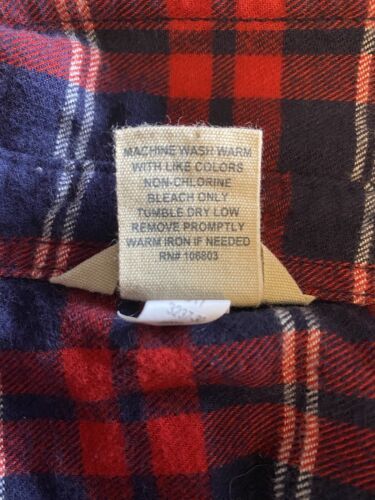 MACHINE WASH WARM
WITH LIKE COLORS
NON-CHLORINE
BLEACH ONLY
TUMBLE DRY LOW
REMOVE PROMPTLY
WARM IRON IF NEEDED
RN# 106803